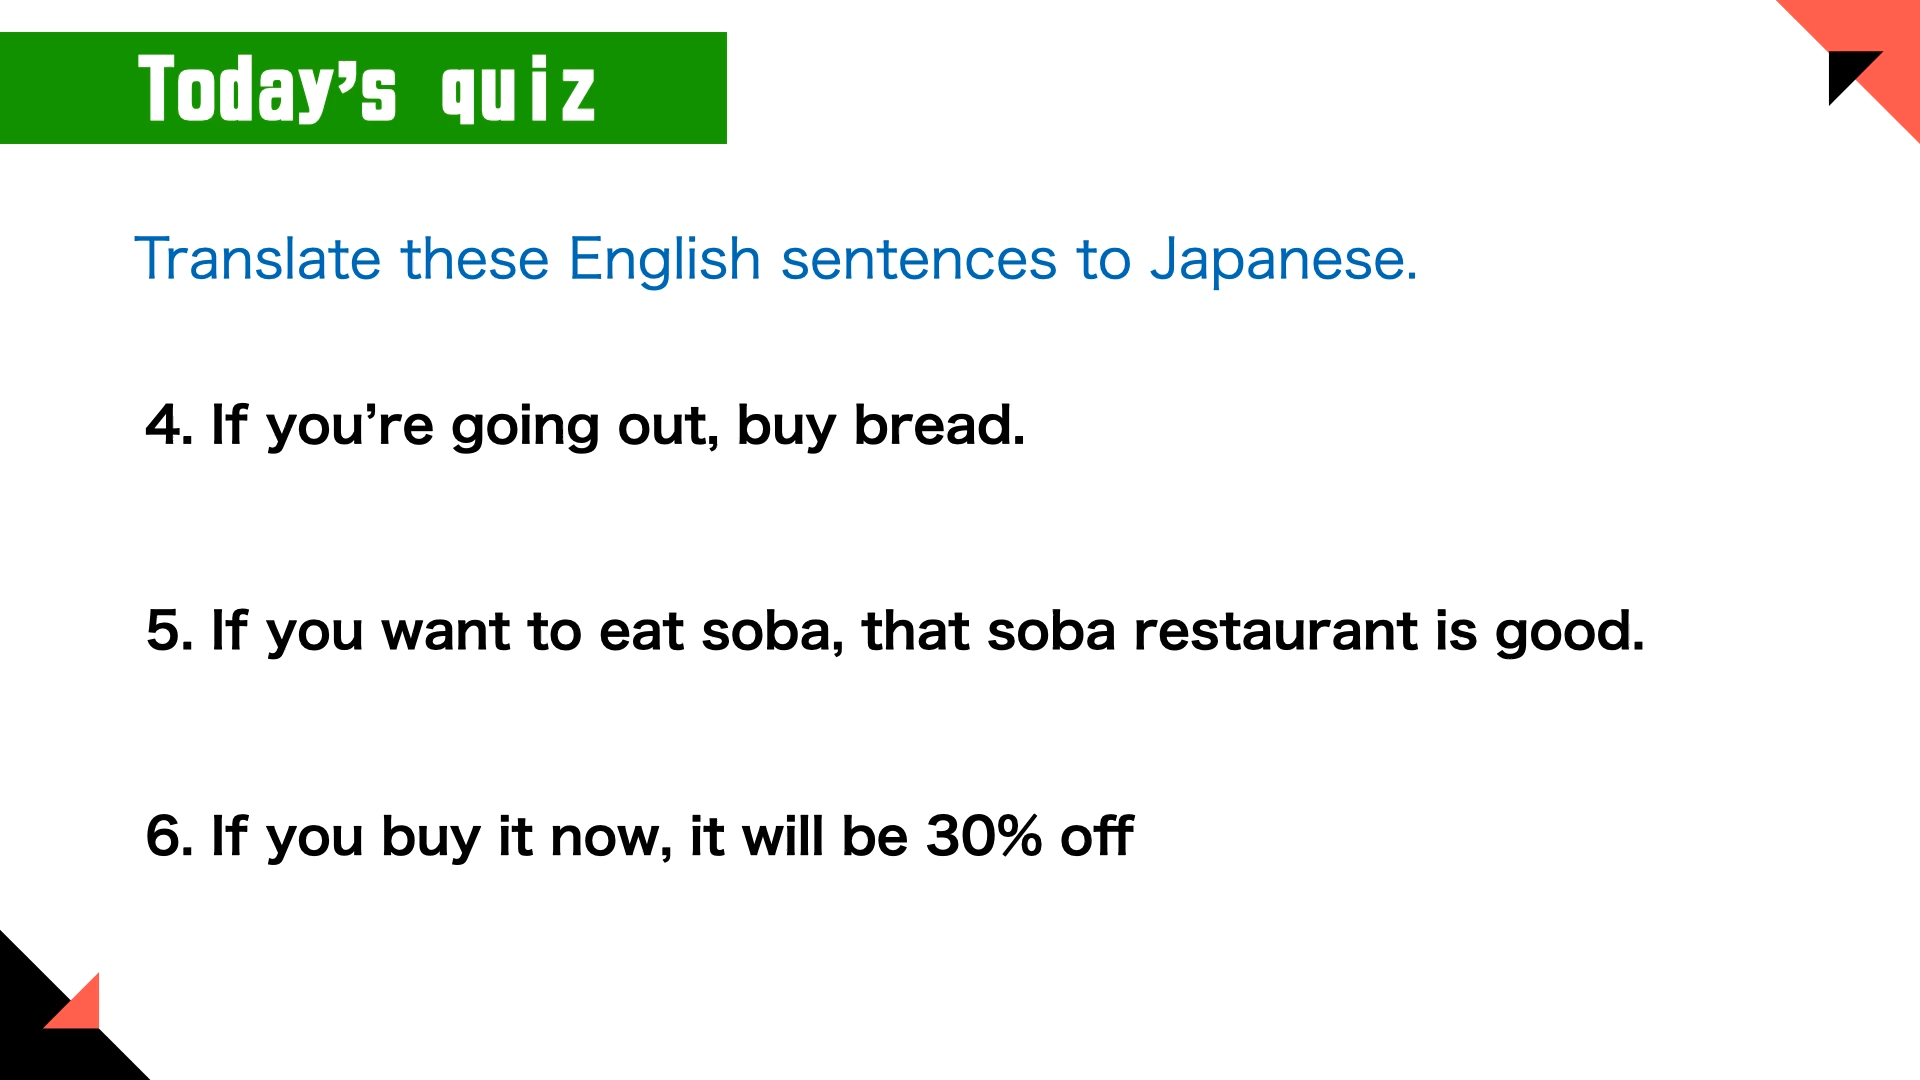 Today's quiz
Translate these English sentences to Japanese.
4. If you’re going out, buy bread.
5. If you want to eat soba, that soba restaurant is good.
6. If you buy it now, it will be 30% off